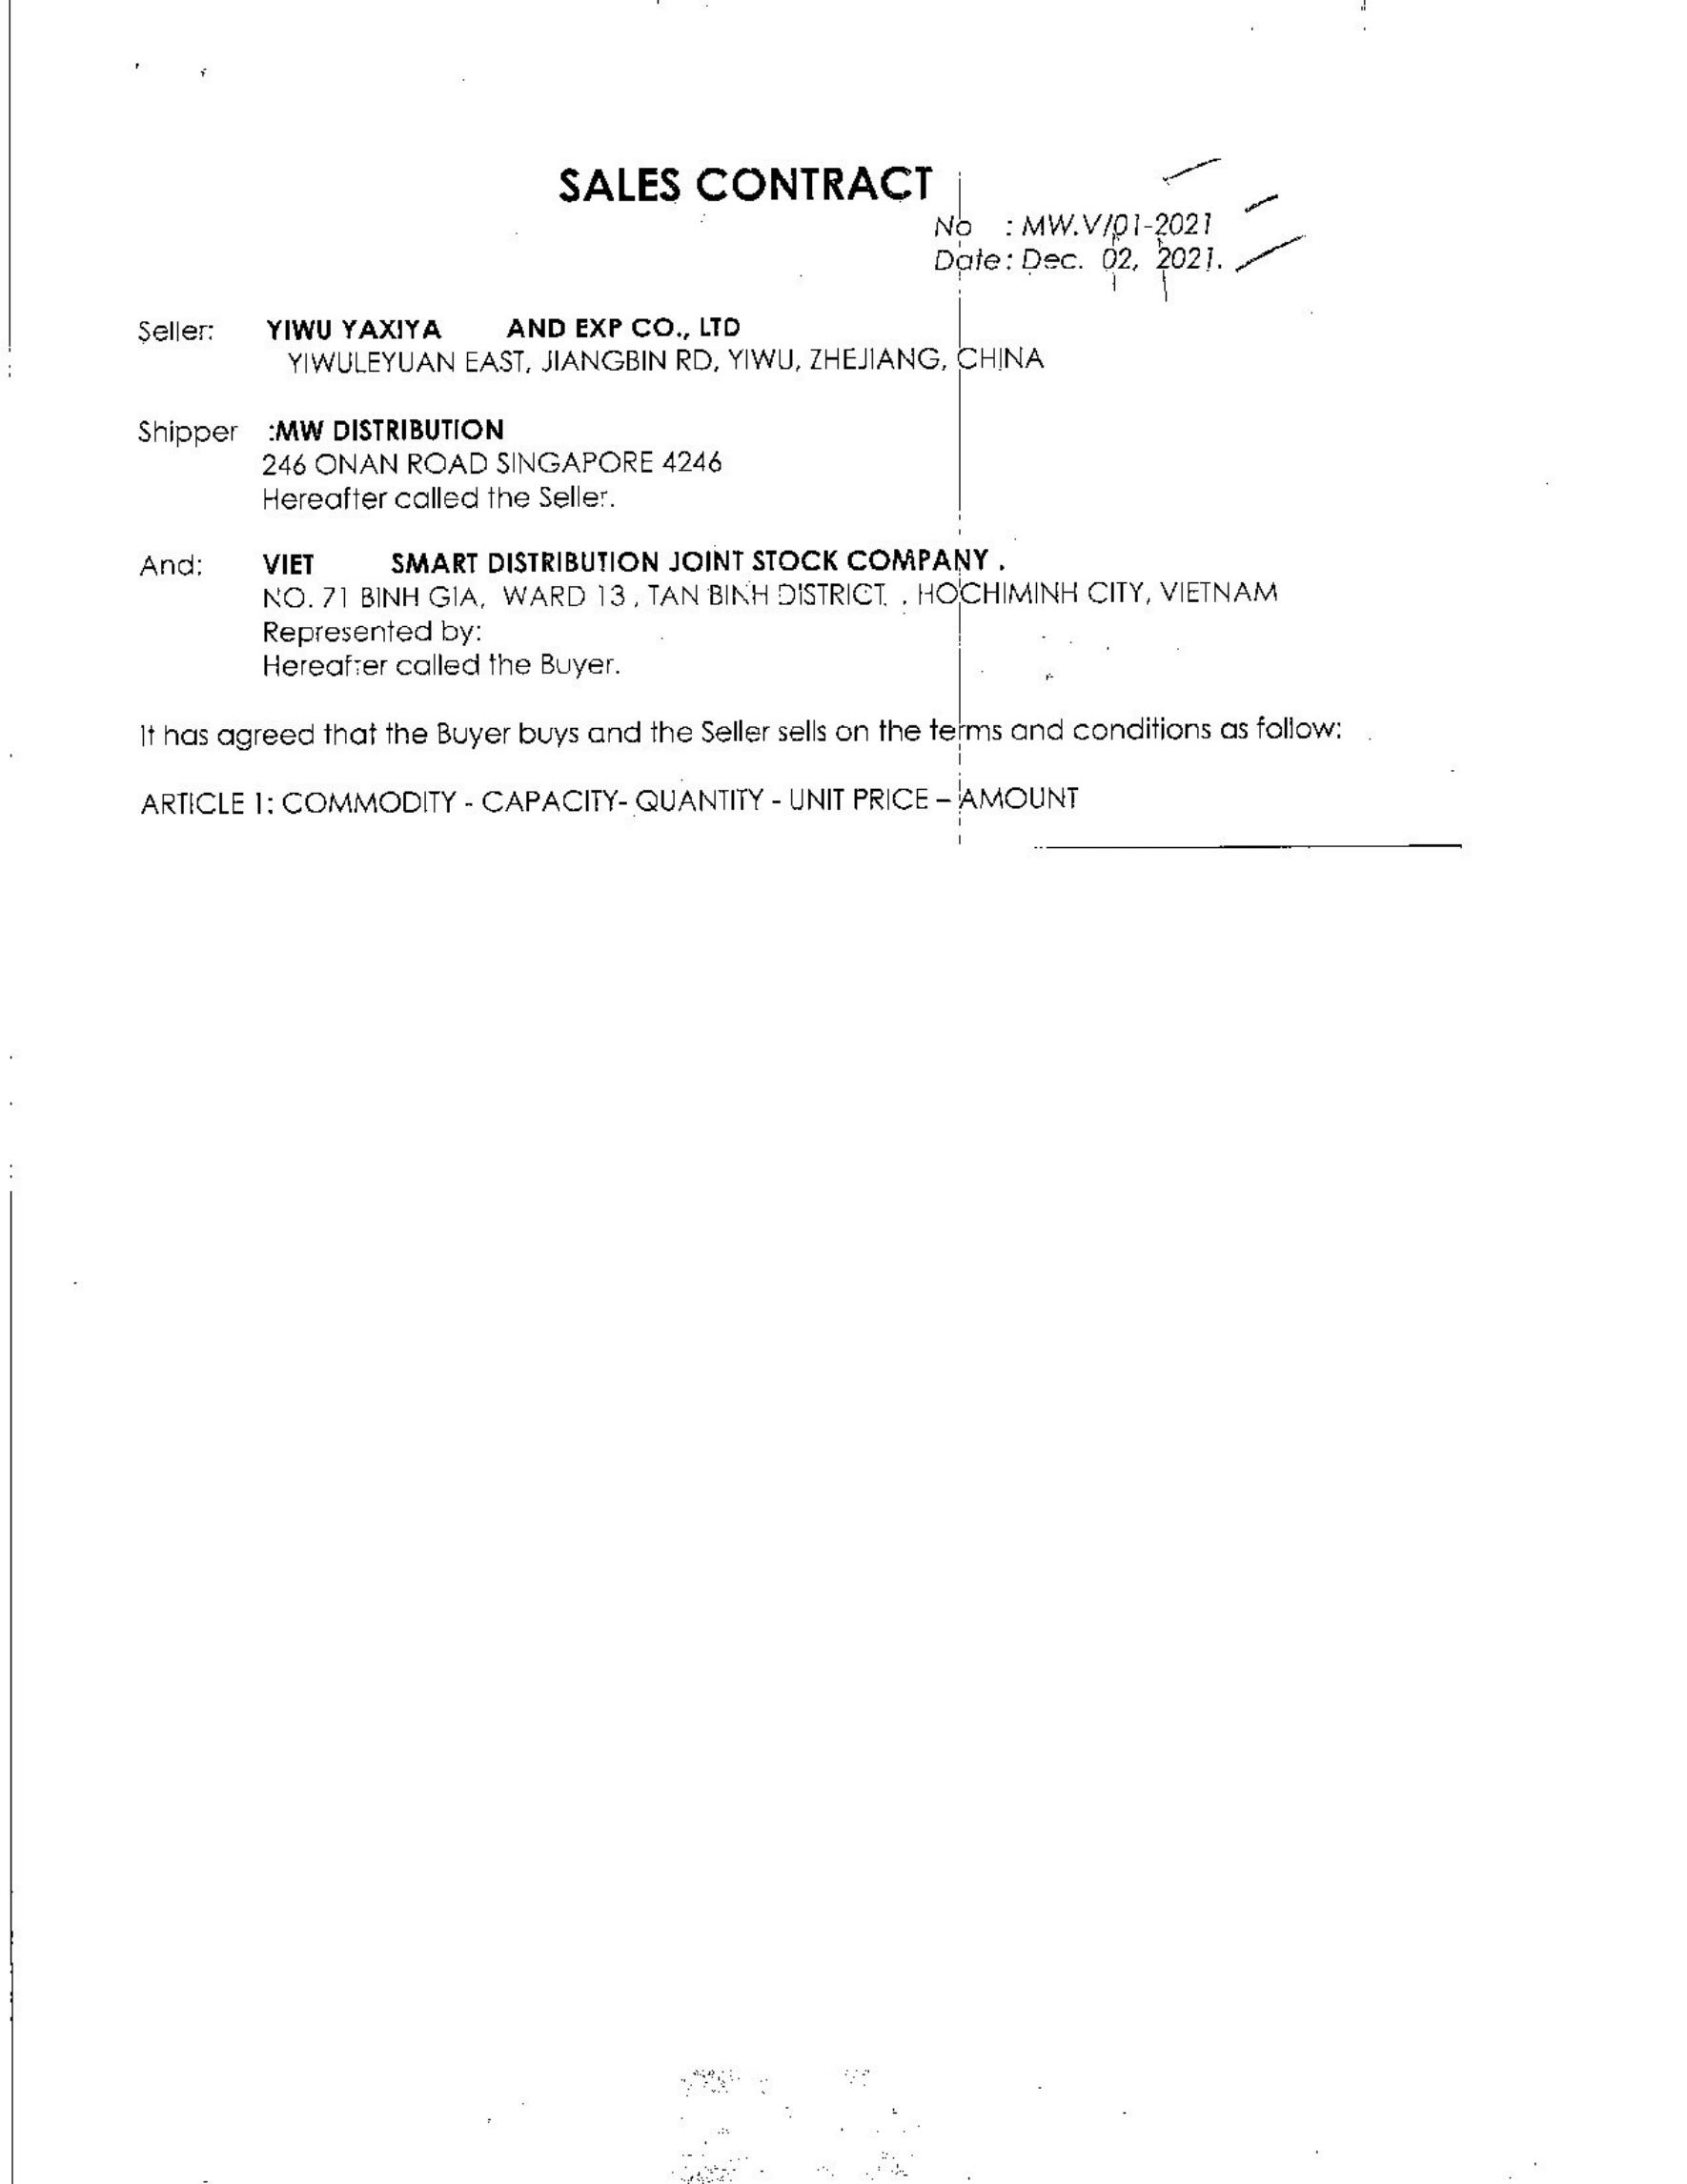 SALES CONTRACT
No : MW.V/01-2021
Date: Dec. 02, 2021.
Seller: YIWU YAXIYA AND EXP CO., LTD
YIWULEYUAN EAST, JIANGBIN RD, YIWU, ZHEJIANG, CHINA
Shipper :MW DISTRIBUTION
246 ONAN ROAD SINGAPORE 4246
Hereafter called the Seller.
And: VIET SMART DISTRIBUTION JOINT STOCK COMPANY .
NO. 71 BINH GIA, WARD 13, TAN BINH DISTRICT, . HOCHIMINH CITY, VIETNAM
Represented by:
Hereafter called the Buyer.
It has agreed that the Buyer buys and the Seller sells on the terms and conditions as follow:
ARTICLE 1: COMMODITY - CAPACITY- QUANTITY - UNIT PRICE – AMOUNT